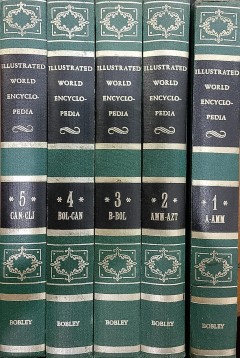 ILLUSTRATED
WORLD
ENCYCLO-
PEDIA
* 5 *
CAN-CLI
BOBLEY
ILLUSTRATED
WORLD
ENCYCLO-
PEDIA
* 4 *
BOL-CAN
BOBLEY
ILLUSTRATED
WORLD
ENCYCLO-
PEDIA
* 3 *
B-BOL
BOBLEY
ILLUSTRATED
WORLD
ENCYCLO-
PEDIA
* 2 *
AMM-AZT
BOBLEY
ILLUSTRATED
WORLD
ENCYCLO-
PEDIA
* 1 *
A-AMM
BOBLEY